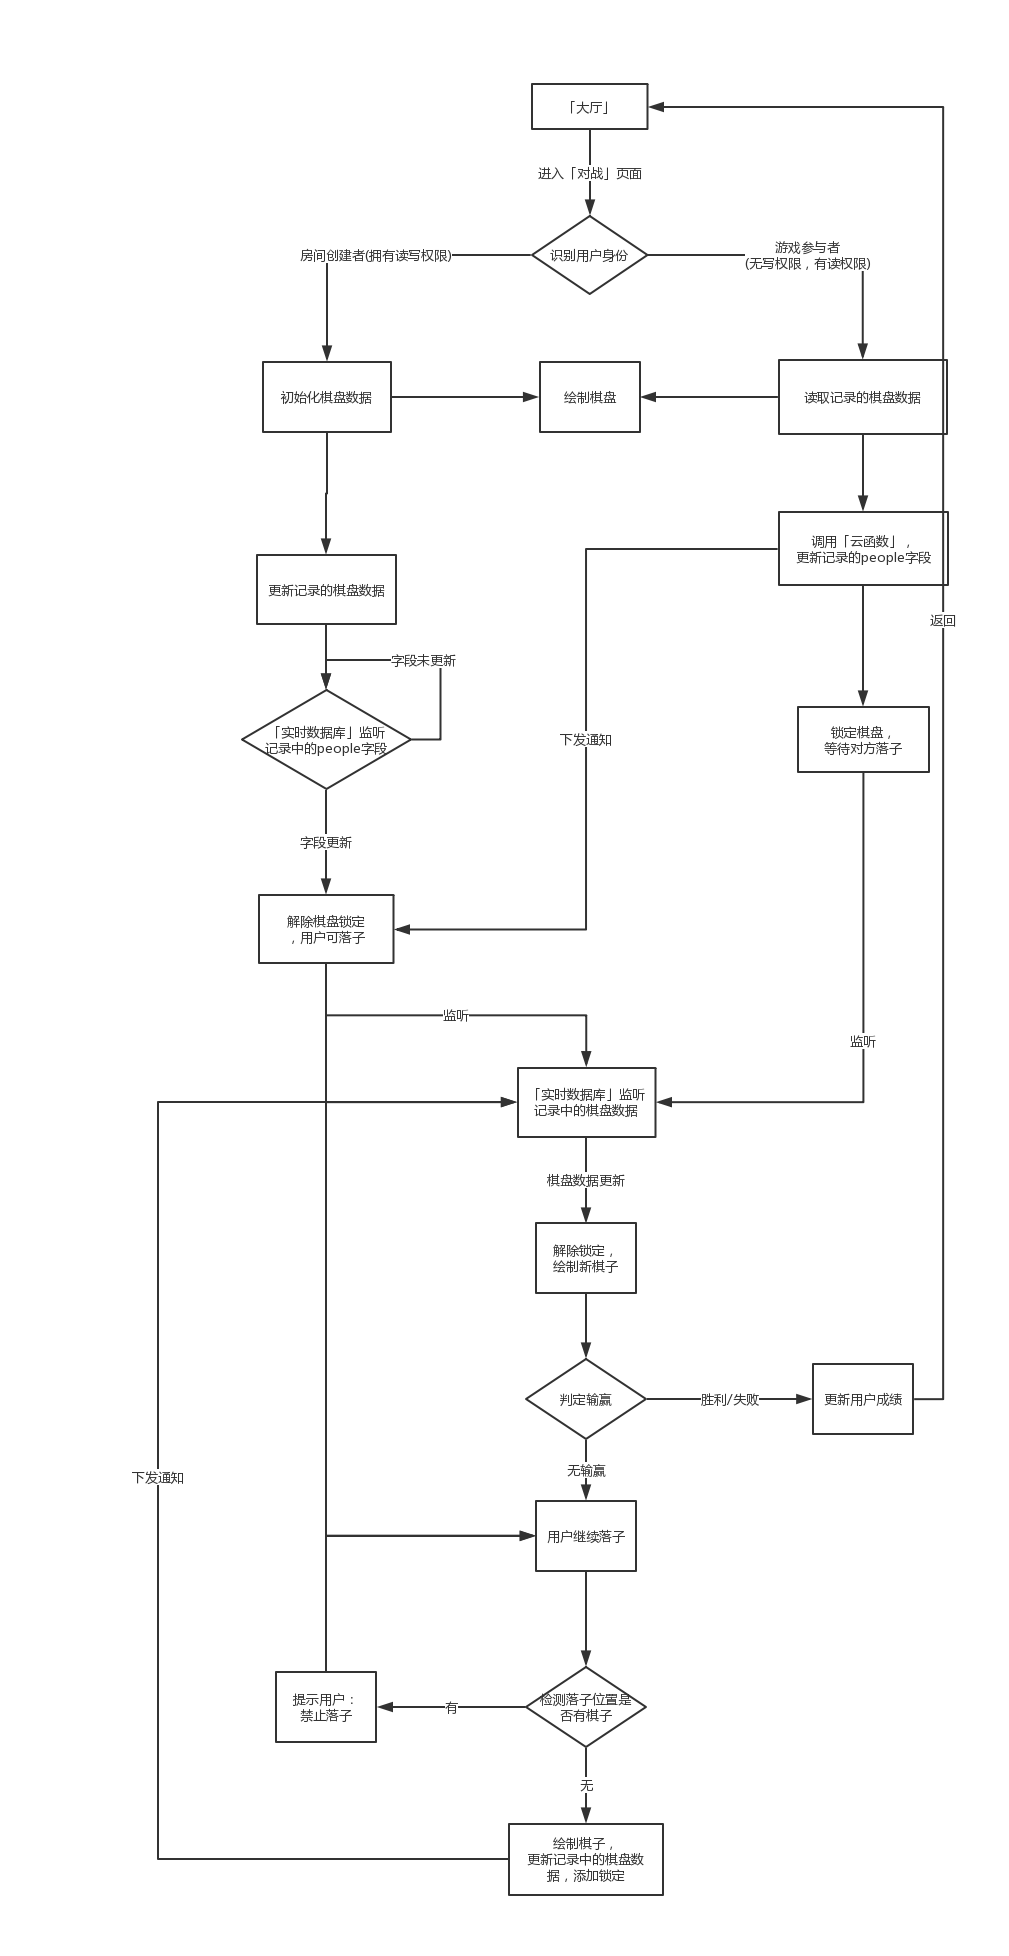 「大厅」
进入「对战」页面
识别用户身份
房间创建者(拥有读写权限)
游戏参与者
(无写权限，有读权限)
初始化棋盘数据
绘制棋盘
读取记录的棋盘数据
调用「云函数」，
更新记录的people字段
更新记录的棋盘数据
返回
字段未更新
「实时数据库」监听
记录中的people字段
下发通知
锁定棋盘，
等待对方落子
字段更新
解除棋盘锁定
，用户可落子
监听
监听
「实时数据库」监听
记录中的棋盘数据
棋盘数据更新
解除锁定，
绘制新棋子
判定输赢
胜利/失败
更新用户成绩
无输赢
下发通知
用户继续落子
检测落子位置是
否有棋子
有
提示用户：
禁止落子
无
绘制棋子，
更新记录中的棋盘数
据，添加锁定